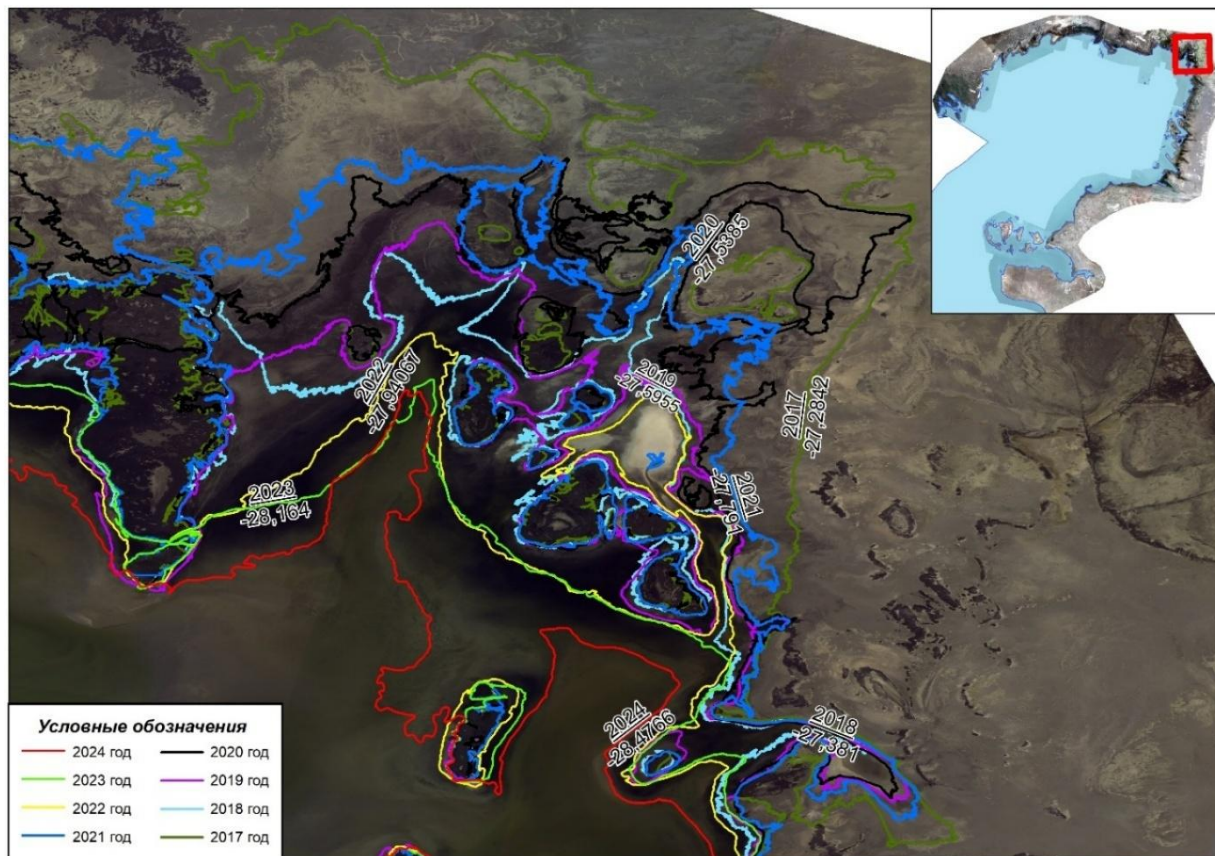 2020
-27,5385
2022
-27,94067
2019
-27,5955
2017
-27,2842
2021
-27,791
2023
-28,164
2024
-28,4766
2018
-27,381
Условные обозначения
2024 год
2023 год
2022 год
2021 год
2020 год
2019 год
2018 год
2017 год